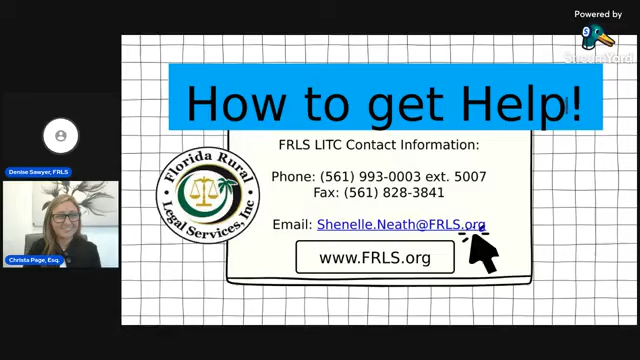 Powered by
StreamYard
How to get Help!
FRLS LITC Contact Information:
Phone: (561) 993-0003 ext. 5007
Fax: (561) 828-3841
Email: Shenelle.Neath@FRLS.org
www.FRLS.org
Florida Rural
Legal Services, Inc
Denise Sawyer, FRLS
Christa Page, Esq.